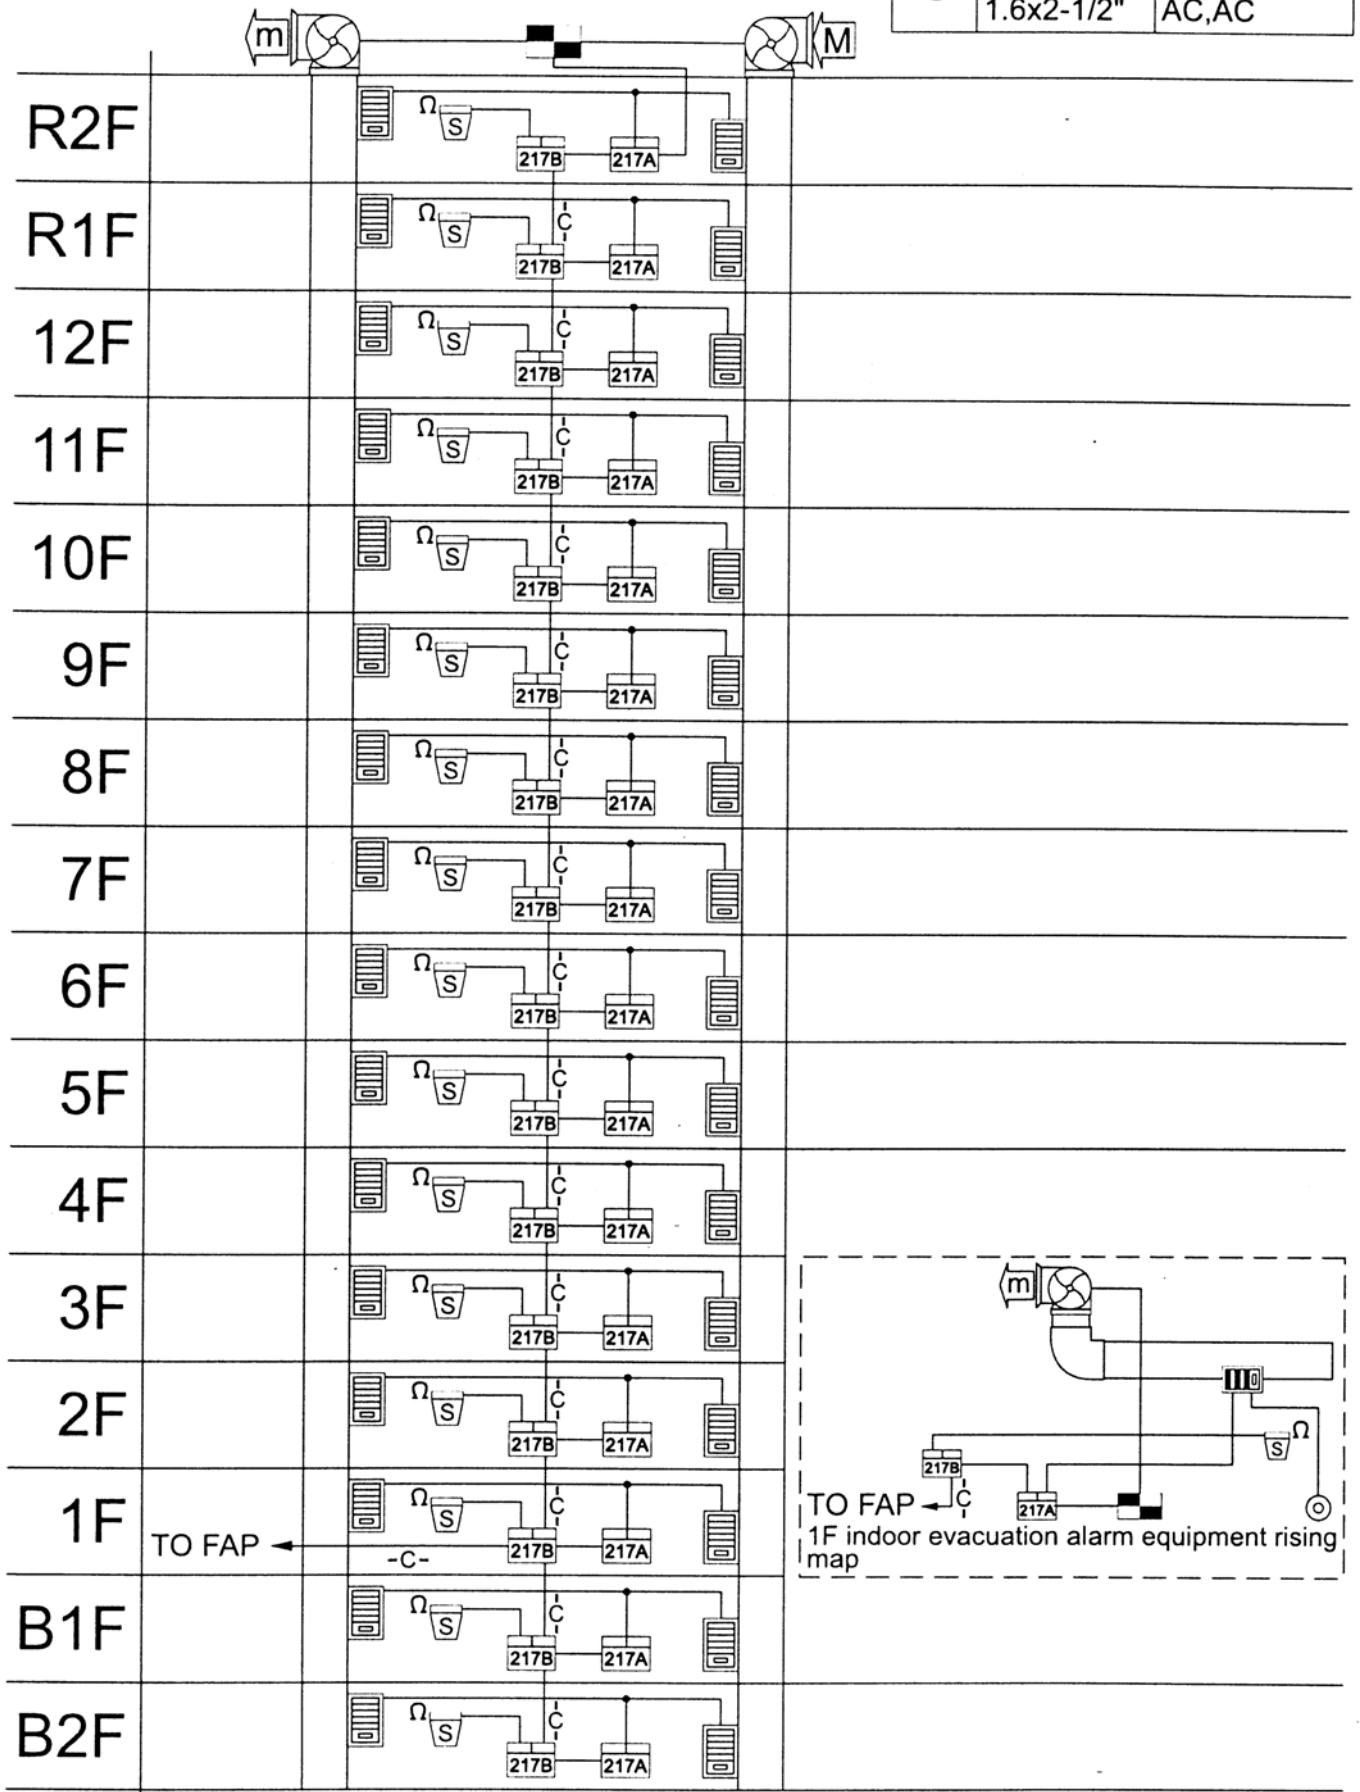 1.6x2-1/2" AC,AC
m M
R2F Ω S 217B 217A
R1F Ω S C 217B 217A
12F Ω S C 217B 217A
11F Ω S C 217B 217A
10F Ω S C 217B 217A
9F Ω S C 217B 217A
8F Ω S C 217B 217A
7F Ω S C 217B 217A
6F Ω S C 217B 217A
5F Ω S C 217B 217A
4F Ω S C 217B 217A
3F Ω S C 217B 217A
2F Ω S C 217B 217A
1F Ω S C 217B 217A
TO FAP
-C-
B1F Ω S C 217B 217A
B2F Ω S C 217B 217A
m
Ω
S
217B
TO FAP C 217A
1F indoor evacuation alarm equipment rising
map